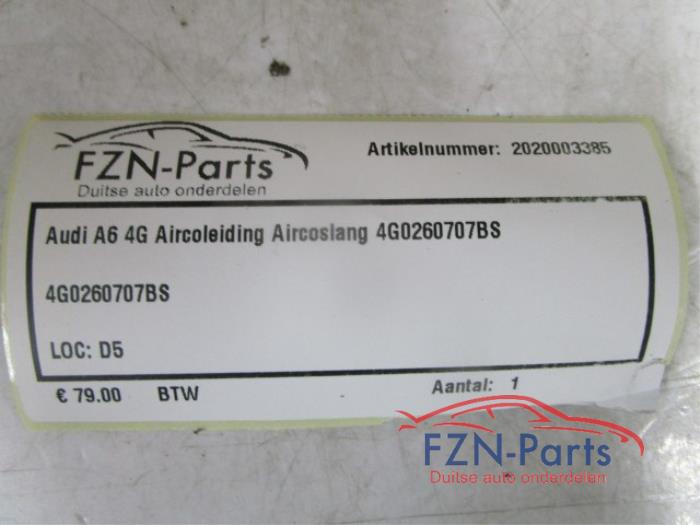 FZN-Parts
Duitse auto onderdelen
Artikelnummer: 2020003385
Audi A6 4G Aircoleiding Aircoslang 4G0260707BS
4G0260707BS
LOC: D5
€ 79.00 BTW
Aantal: 1
FZN-Parts
Duitse auto onderdelen